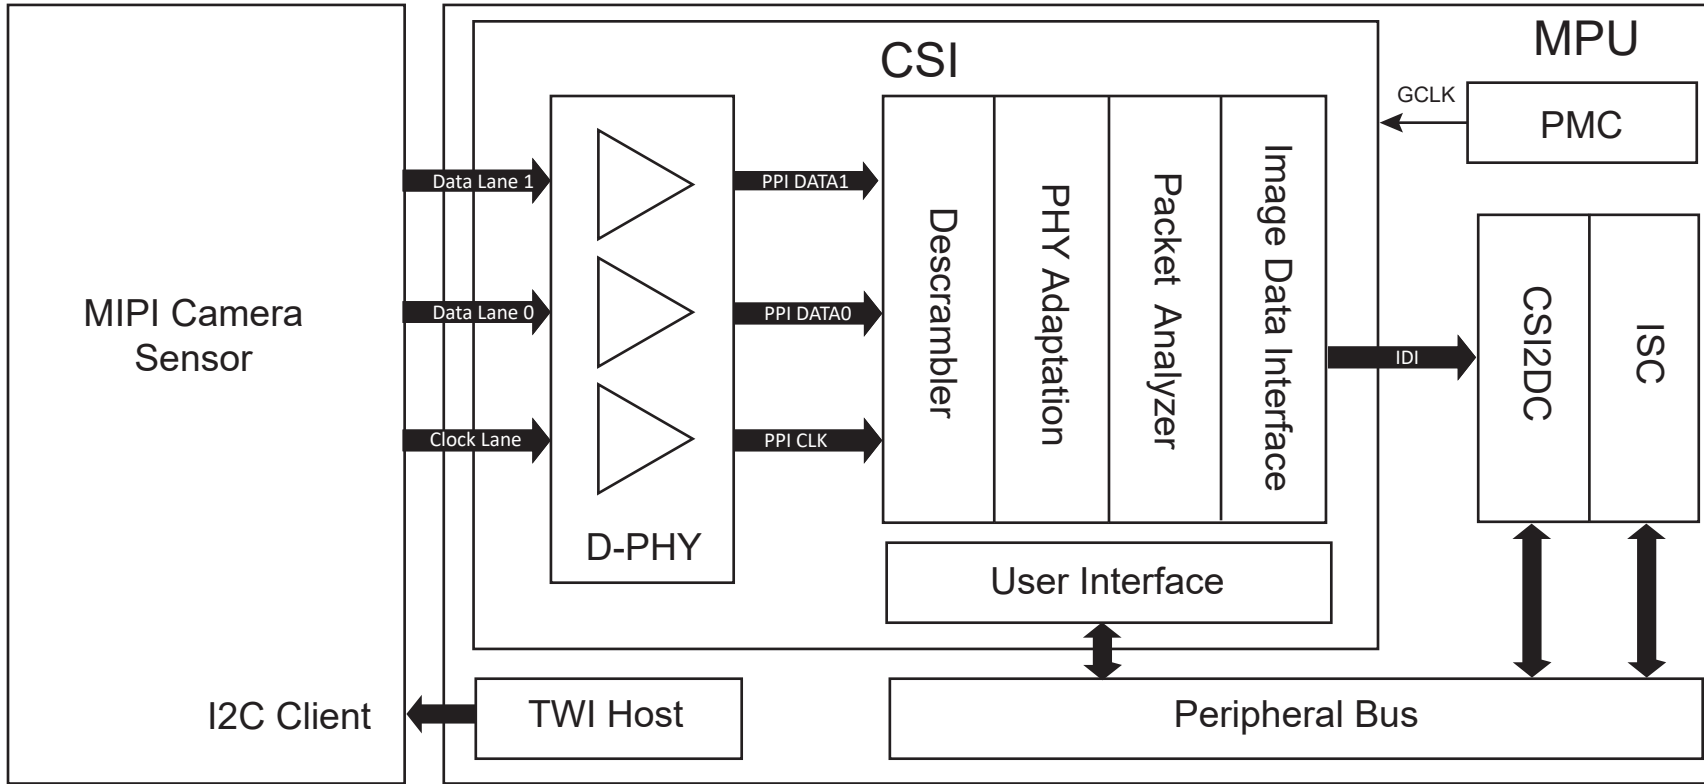 MPU
CSI
GCLK
PMC
Data Lane 1
PPI DATA1
Data Lane 0
PPI DATA0
Clock Lane
PPI CLK
MIPI Camera
Sensor
D-PHY
Descrambler
PHY Adaptation
Packet Analyzer
Image Data Interface
IDI
CSI2DC
ISC
User Interface
I2C Client
TWI Host
Peripheral Bus